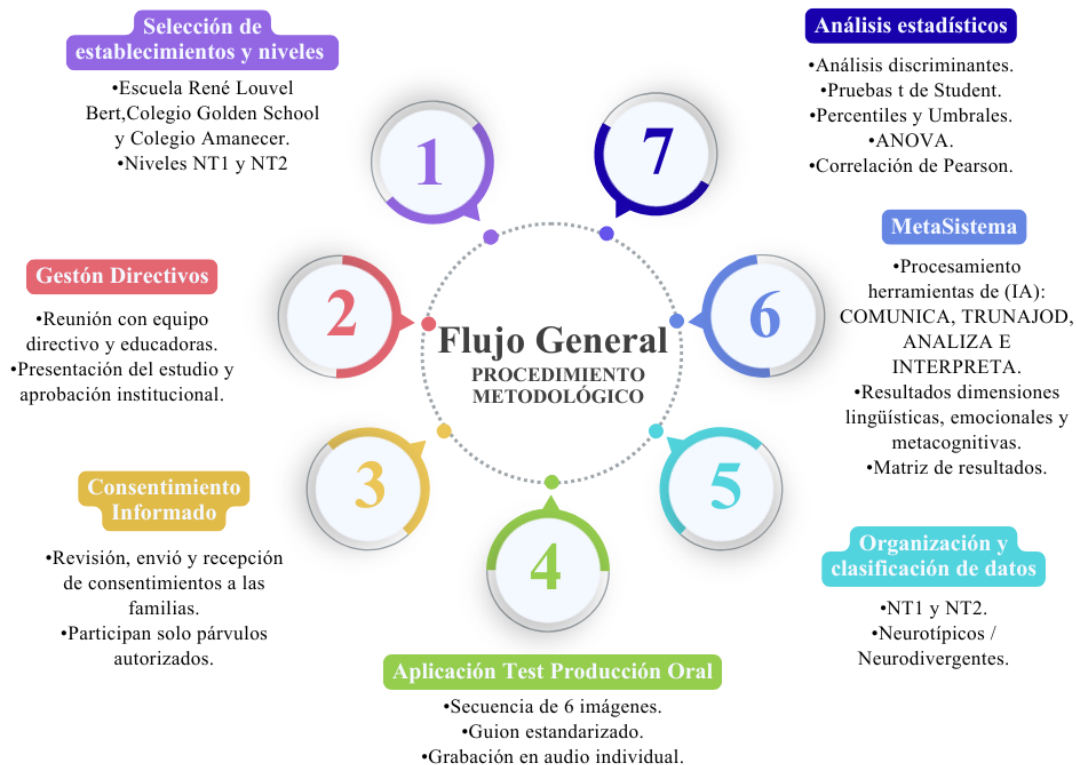 Selección de
establecimientos y niveles
•Escuela René Louvel
Bert,Colegio Golden School
y Colegio Amanecer.
•Niveles NT1 y NT2
1
Gestón Directivos
•Reunión con equipo
directivo y educadoras.
•Presentación del estudio y
aprobación institucional.
2
Consentimiento
Informado
•Revisión, envió y recepción
de consentimientos a las
familias.
•Participan solo párvulos
autorizados.
3
Flujo General
PROCEDIMIENTO
METODOLÓGICO
4
Aplicación Test Producción Oral
•Secuencia de 6 imágenes.
•Guion estandarizado.
•Grabación en audio individual.
5
Organización y
clasificación de datos
•NT1 y NT2.
•Neurotípicos /
Neurodivergentes.
6
MetaSistema
•Procesamiento
herramientas de (IA):
COMUNICA, TRUNAJOD,
ANALIZA E
INTERPRETA.
•Resultados dimensiones
lingüísticas, emocionales y
metacognitivas.
•Matriz de resultados.
7
Análisis estadísticos
•Análisis discriminantes.
•Pruebas t de Student.
•Percentiles y Umbrales.
•ANOVA.
•Correlación de Pearson.